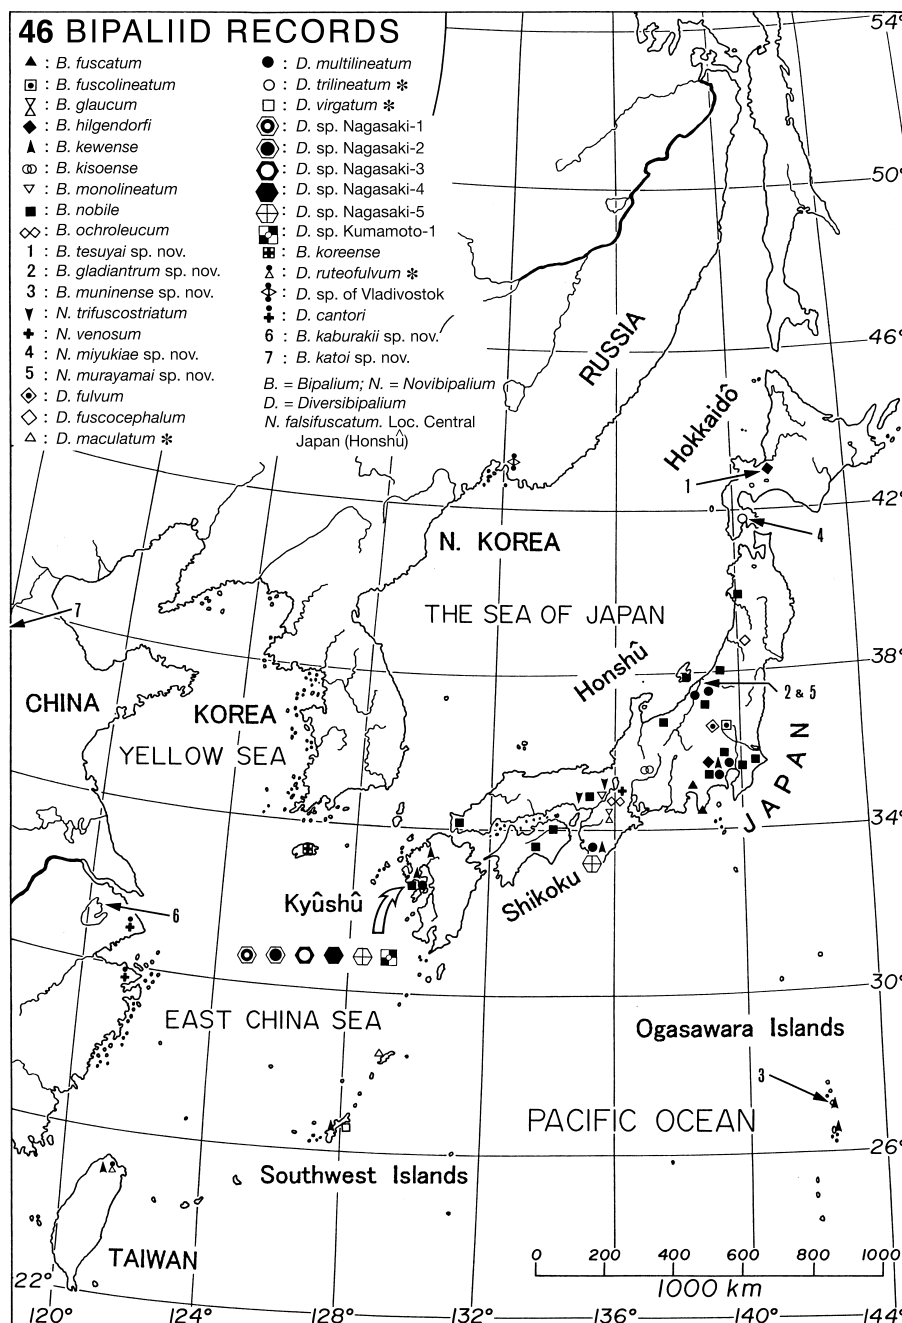 46 BIPALIID RECORDS
▲ : B. fuscatum
: B. fuscolineatum
: B. glaucum
◆ : B. hilgendorfi
: B. kewense
: B. kisoense
▽ : B. monolineatum
■ : B. nobile
◇◇ : B. ochroleucum
1 : B. tesuyai sp. nov.
2 : B. gladiantrum sp. nov.
3 : B. muninense sp. nov.
: N. trifuscostriatum
✚ : N. venosum
4 : N. miyukiae sp. nov.
5 : N. murayamai sp. nov.
: D. fulvum
◇ : D. fuscocephalum
△ : D. maculatum ✻
● : D. multilineatum
○ : D. trilineatum ✻
□ : D. virgatum ✻
: D. sp. Nagasaki-1
: D. sp. Nagasaki-2
: D. sp. Nagasaki-3
: D. sp. Nagasaki-4
: D. sp. Nagasaki-5
: D. sp. Kumamoto-1
: B. koreense
: D. ruteofulvum ✻
: D. sp. of Vladivostok
: D. cantori
6 : B. kaburakii sp. nov.
7 : B. katoi sp. nov.
B. = Bipalium; N. = Novibipalium
D. = Diversibipalium
N. falsifuscatum. Loc. Central
Japan (Honshû)
54°
50°
RUSSIA
46°
Hokkaidô
1
42°
4
N. KOREA
7
THE SEA OF JAPAN
38°
Honshû
2 & 5
CHINA
KOREA
YELLOW SEA
JAPAN
34°
Shikoku
Kyûshû
6
30°
EAST CHINA SEA
Ogasawara Islands
3
PACIFIC OCEAN
26°
Southwest Islands
TAIWAN
0 200 400 600 800 1000
1000 km
22°
120° 124° 128° 132° 136° 140° 144°